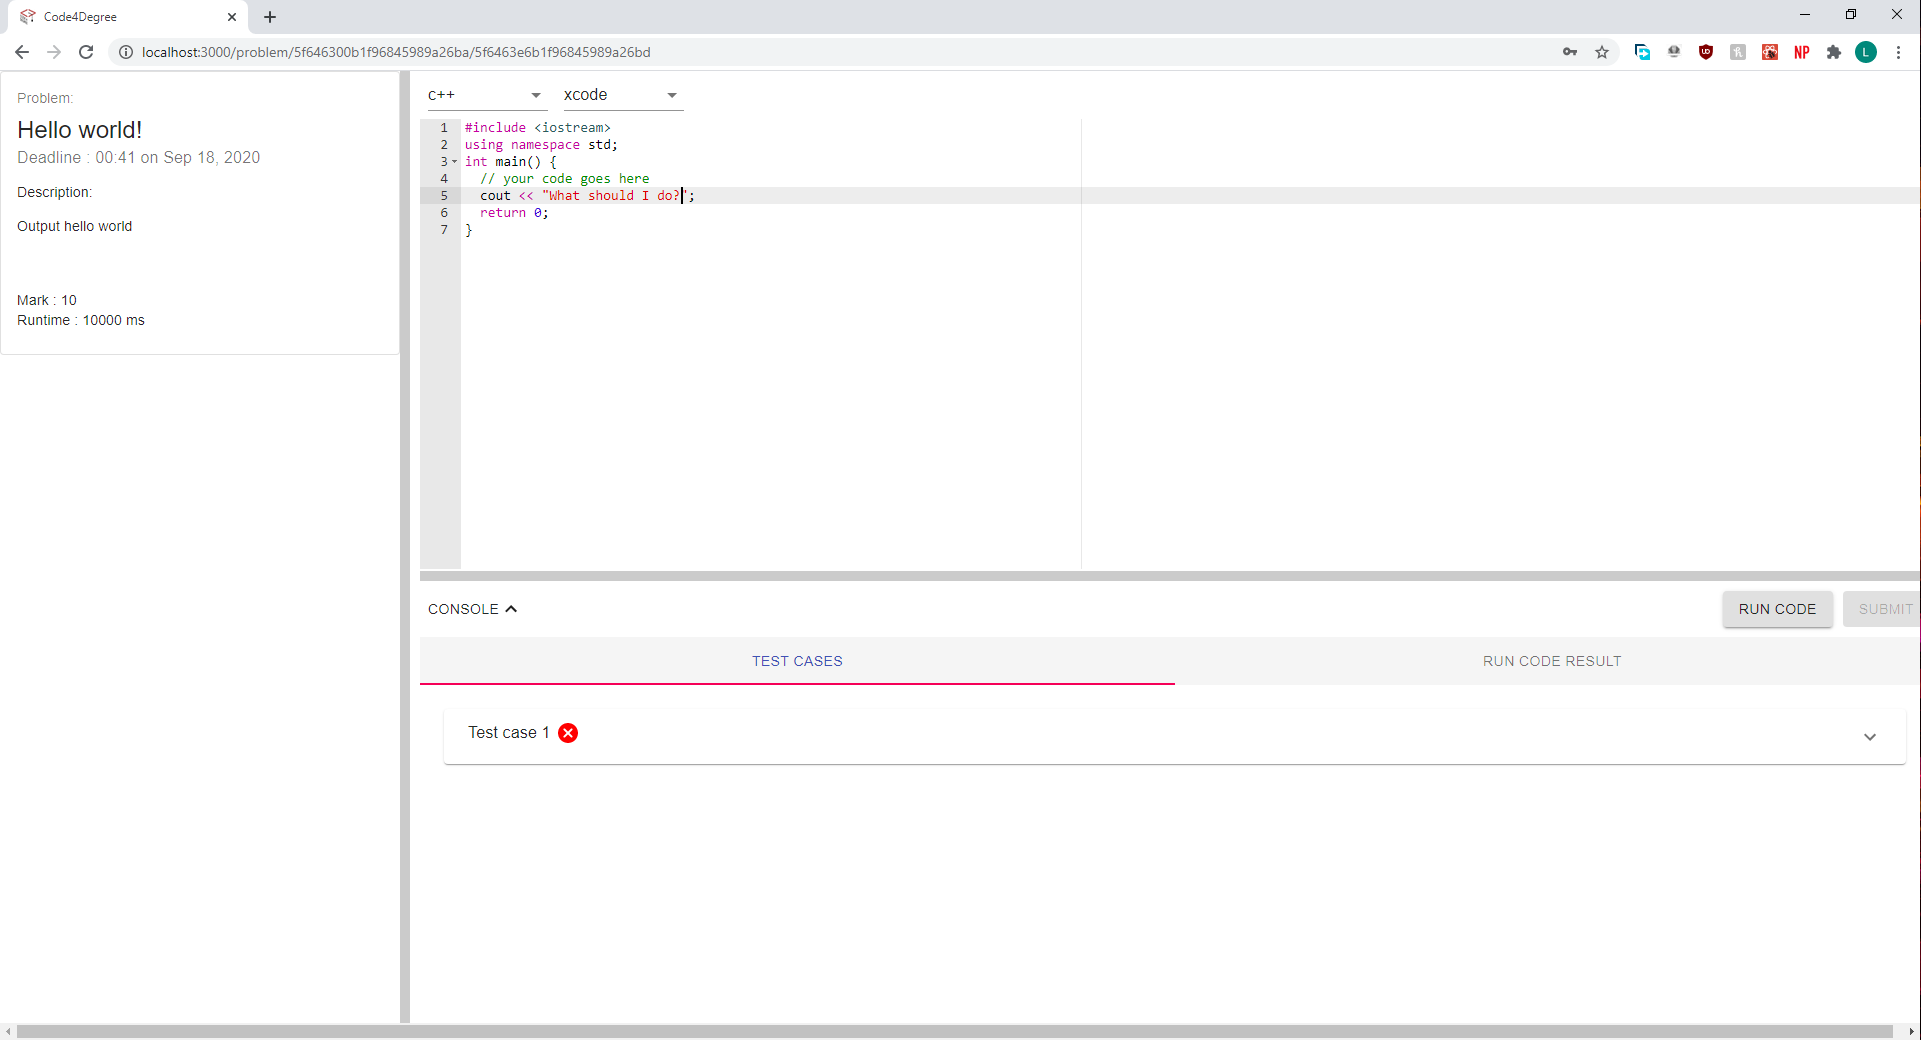 Code4Degree
localhost:3000/problem/5f646300b1f96845989a26ba/5f6463e6b1f96845989a26bd
NP
L
Problem:
Hello world!
Deadline : 00:41 on Sep 18, 2020
Description:
Output hello world
Mark : 10
Runtime : 10000 ms
c++ xcode
1 #include <iostream>
2 using namespace std;
3 int main() {
4 // your code goes here
5 cout << "What should I do?";
6 return 0;
7 }
CONSOLE
RUN CODE
SUBMIT
TEST CASES
RUN CODE RESULT
Test case 1